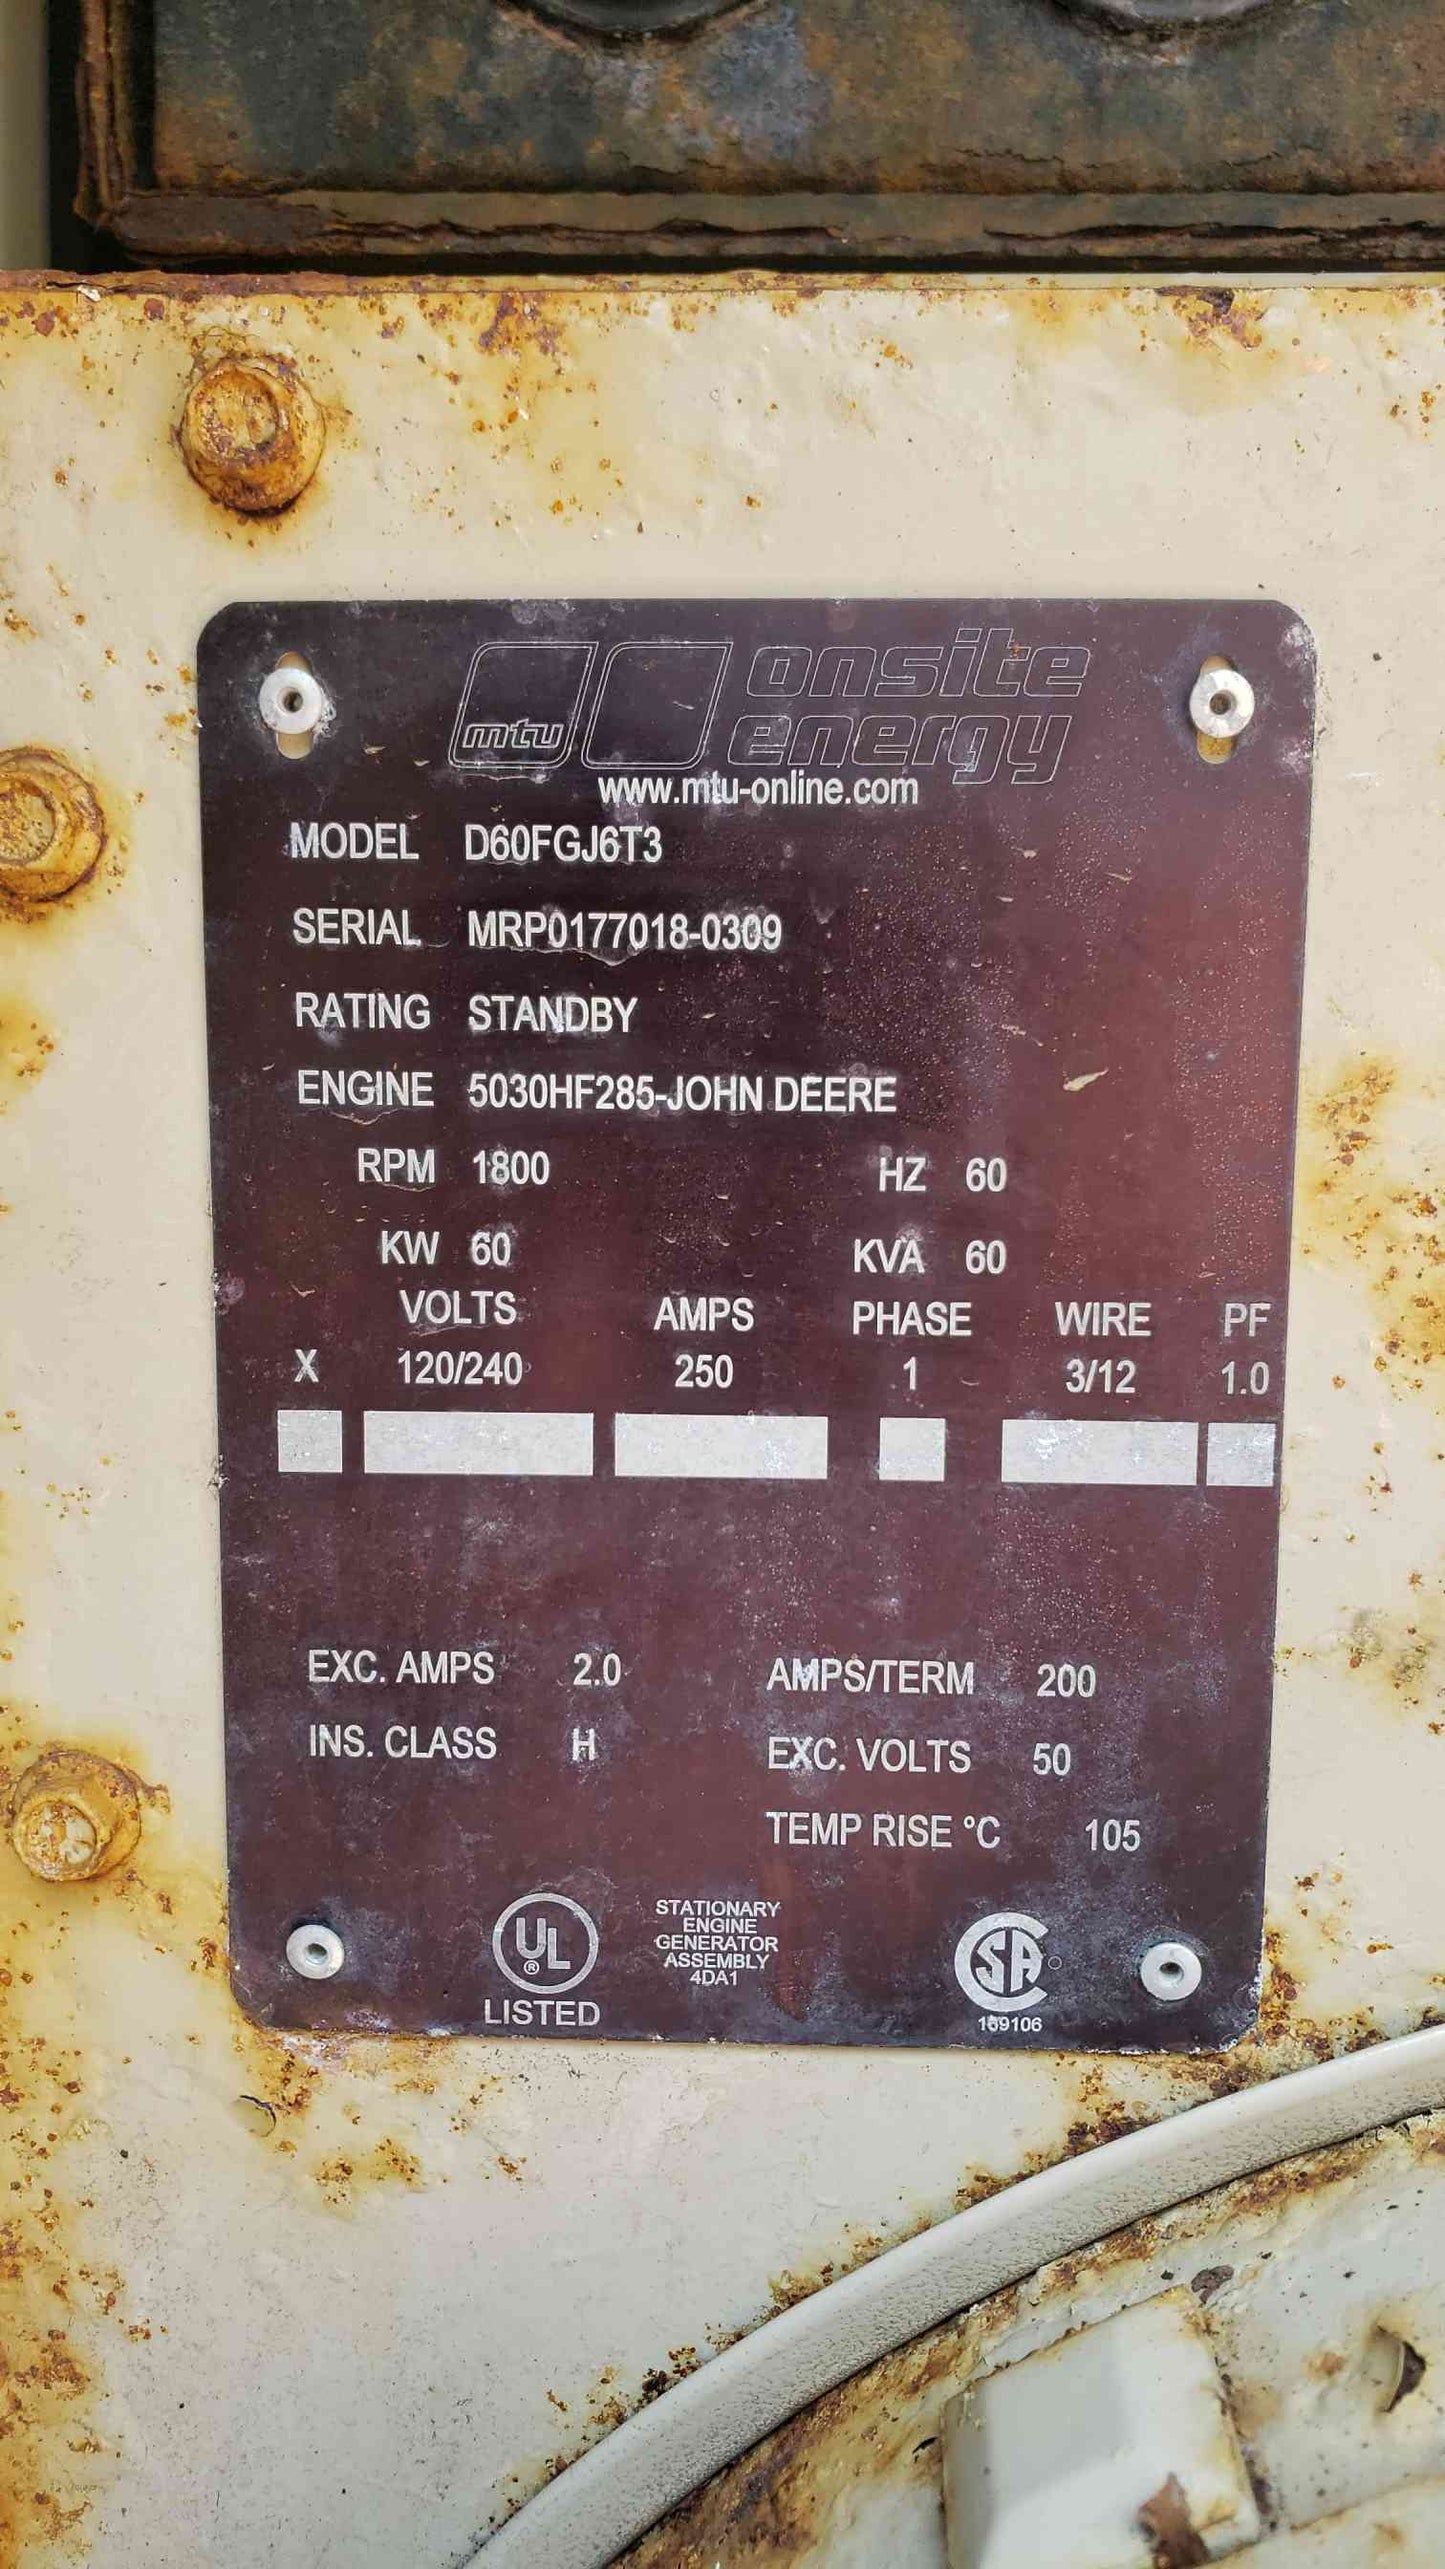 mtu onsite
energy
www.mtu-online.com
MODEL D60FGJ6T3
SERIAL MRP0177018-0309
RATING STANDBY
ENGINE 5030HF285-JOHN DEERE
RPM 1800 HZ 60
KW 60 KVA 60
VOLTS AMPS PHASE WIRE PF
X 120/240 250 1 3/12 1.0
EXC. AMPS 2.0 AMPS/TERM 200
INS. CLASS H EXC. VOLTS 50
TEMP RISE °C 105
UL ®
LISTED
STATIONARY
ENGINE
GENERATOR
ASSEMBLY
4DA1
CSA
169106